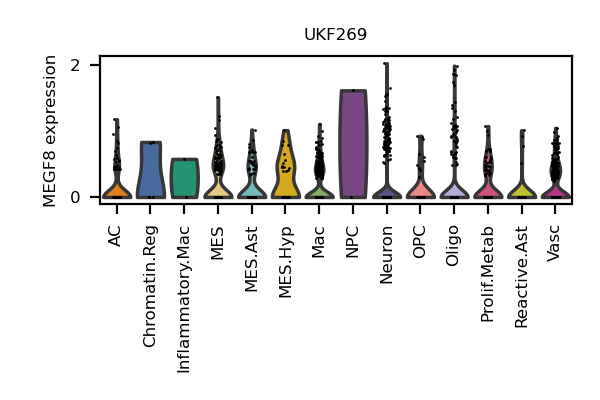 UKF269
MEGF8 expression
2
0
AC
Chromatin.Reg
Inflammatory.Mac
MES
MES.Ast
MES.Hyp
Mac
NPC
Neuron
OPC
Oligo
Prolif.Metab
Reactive.Ast
Vasc